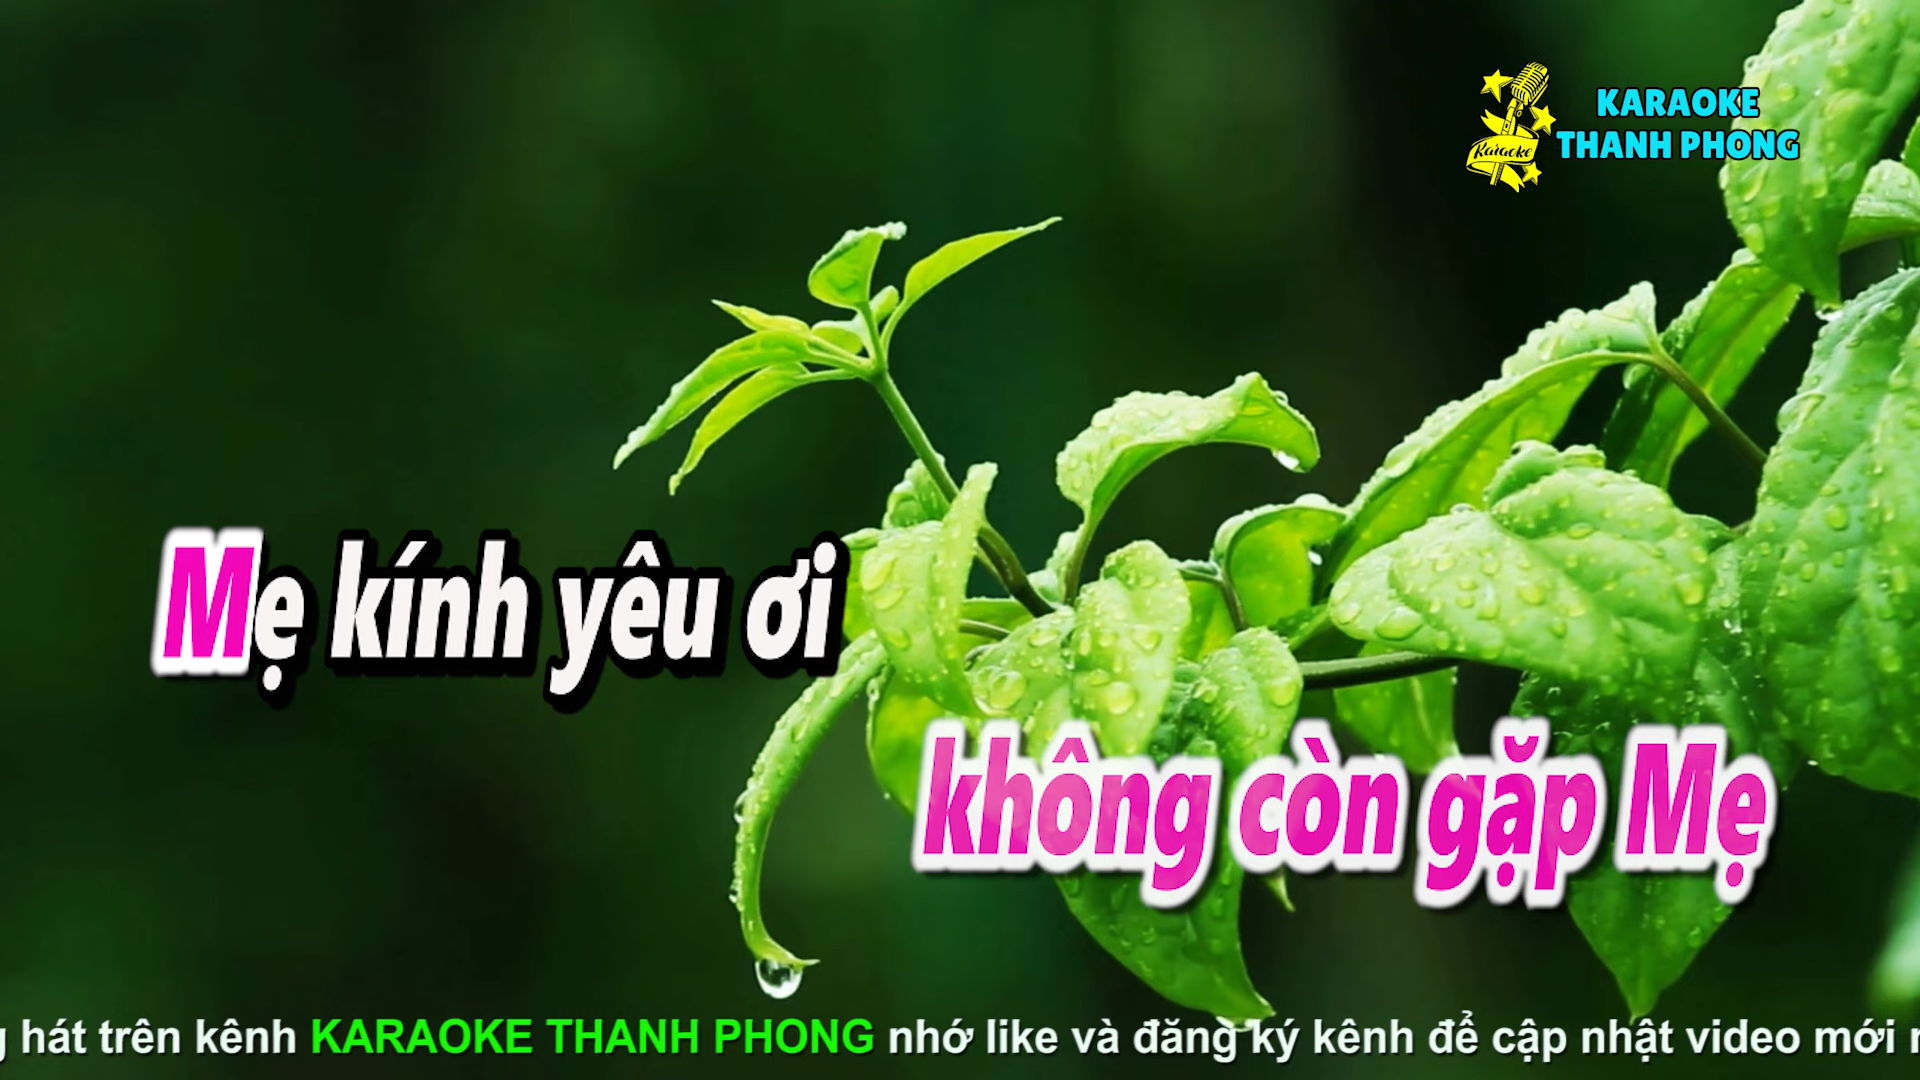 KARAOKE
THANH PHONG
Karaoke
Mẹ kính yêu ơi
không còn gặp Mẹ
hát trên kênh KARAOKE THANH PHONG nhớ like và đăng ký kênh để cập nhật video mới